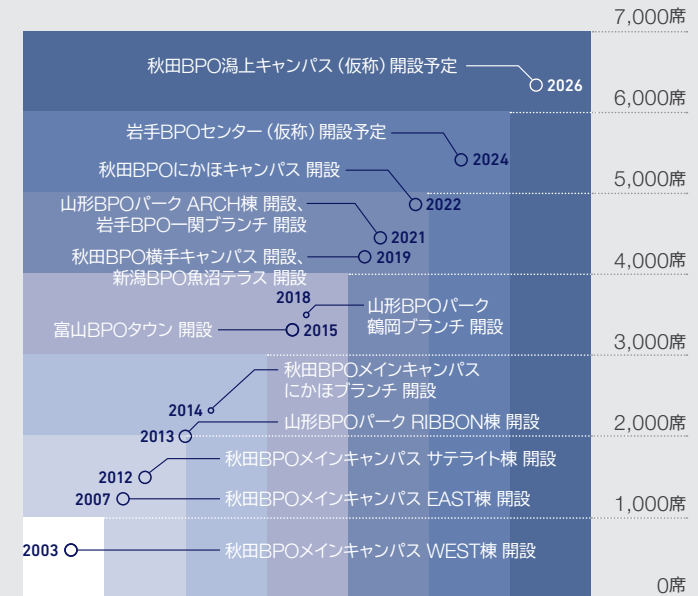 7,000席
秋田BPO潟上キャンパス（仮称）開設予定
2026
6,000席
岩手BPOセンター（仮称）開設予定
2024
秋田BPOにかほキャンパス 開設
5,000席
2022
山形BPOパーク ARCH棟 開設、
岩手BPO一関ブランチ 開設
2021
秋田BPO横手キャンパス 開設、
新潟BPO魚沼テラス 開設
2019
4,000席
2018
山形BPOパーク
鶴岡ブランチ 開設
富山BPOタウン 開設
2015
3,000席
秋田BPOメインキャンパス
にかほブランチ 開設
2014
2,000席
山形BPOパーク RIBBON棟 開設
2013
秋田BPOメインキャンパス サテライト棟 開設
2012
2007
秋田BPOメインキャンパス EAST棟 開設
1,000席
2003
秋田BPOメインキャンパス WEST棟 開設
0席